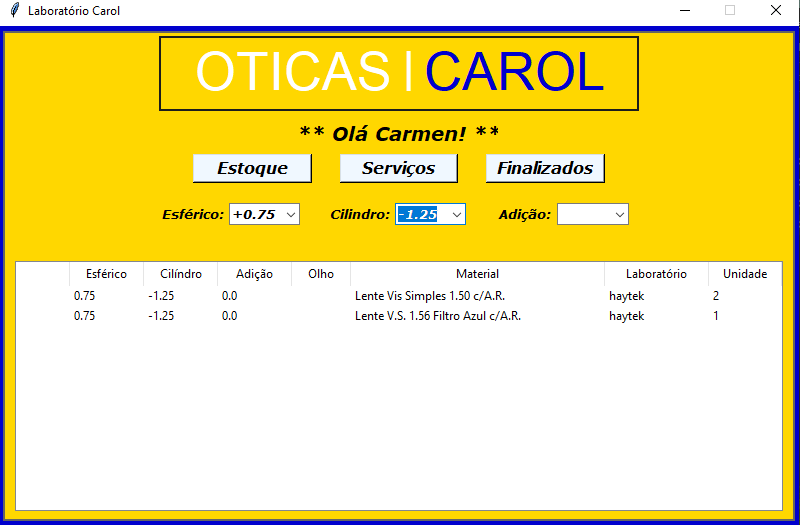 Laboratório Carol
OTICAS | CAROL
** Olá Carmen! **
Estoque Serviços Finalizados
Esférico: +0.75 Cilindro: -1.25 Adição:
Esférico Cilíndro Adição Olho Material Laboratório Unidade
0.75 -1.25 0.0 Lente Vis Simples 1.50 c/A.R. haytek 2
0.75 -1.25 0.0 Lente V.S. 1.56 Filtro Azul c/A.R. haytek 1